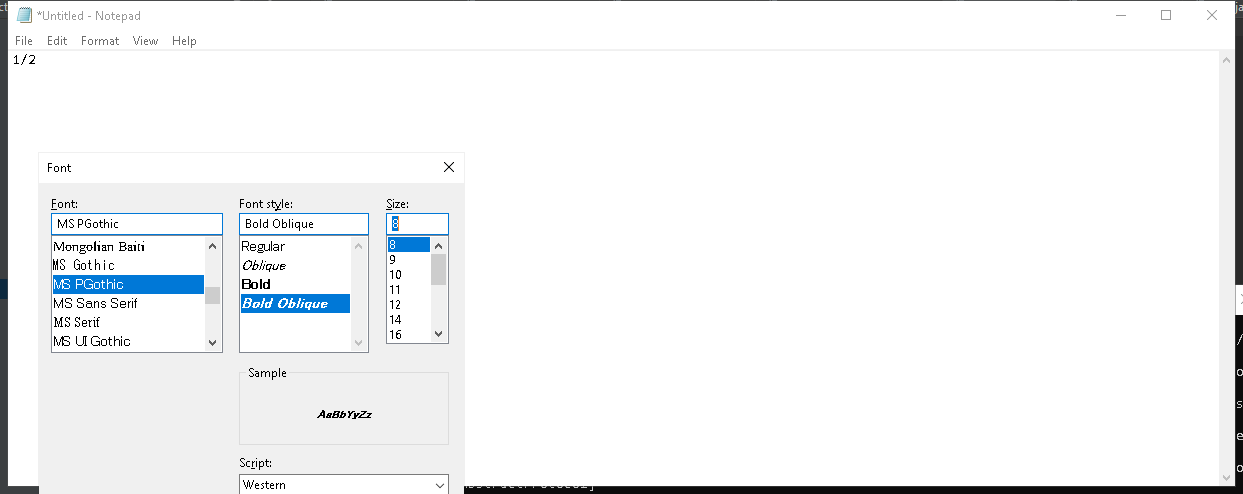 *Untitled - Notepad
File Edit Format View Help
1/2
Font
Font: Font style: Size:
MS PGothic Bold Oblique 8
Mongolian Baiti Regular 8
MS Gothic Oblique 9
MS PGothic Bold 10
MS Sans Serif Bold Oblique 11
MS Serif 12
MS UI Gothic 14
16
Sample
AaBbYyZz
Script:
Western